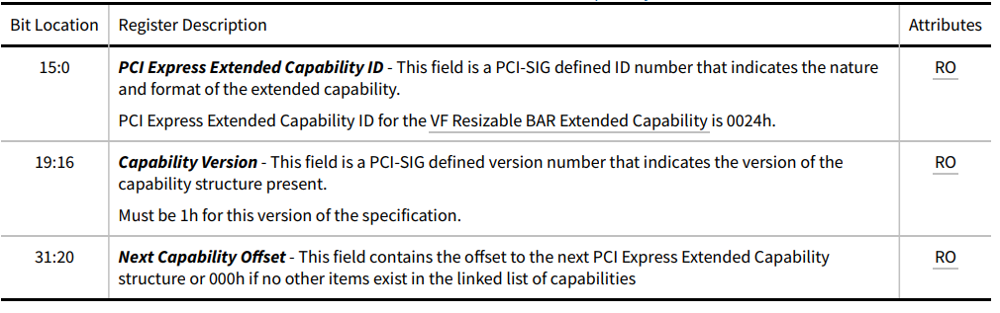 Bit Location Register Description Attributes
15:0 PCI Express Extended Capability ID - This field is a PCI-SIG defined ID number that indicates the nature RO
and format of the extended capability.
PCI Express Extended Capability ID for the VF Resizable BAR Extended Capability is 0024h.
19:16 Capability Version - This field is a PCI-SIG defined version number that indicates the version of the RO
capability structure present.
Must be 1h for this version of the specification.
31:20 Next Capability Offset - This field contains the offset to the next PCI Express Extended Capability RO
structure or 000h if no other items exist in the linked list of capabilities